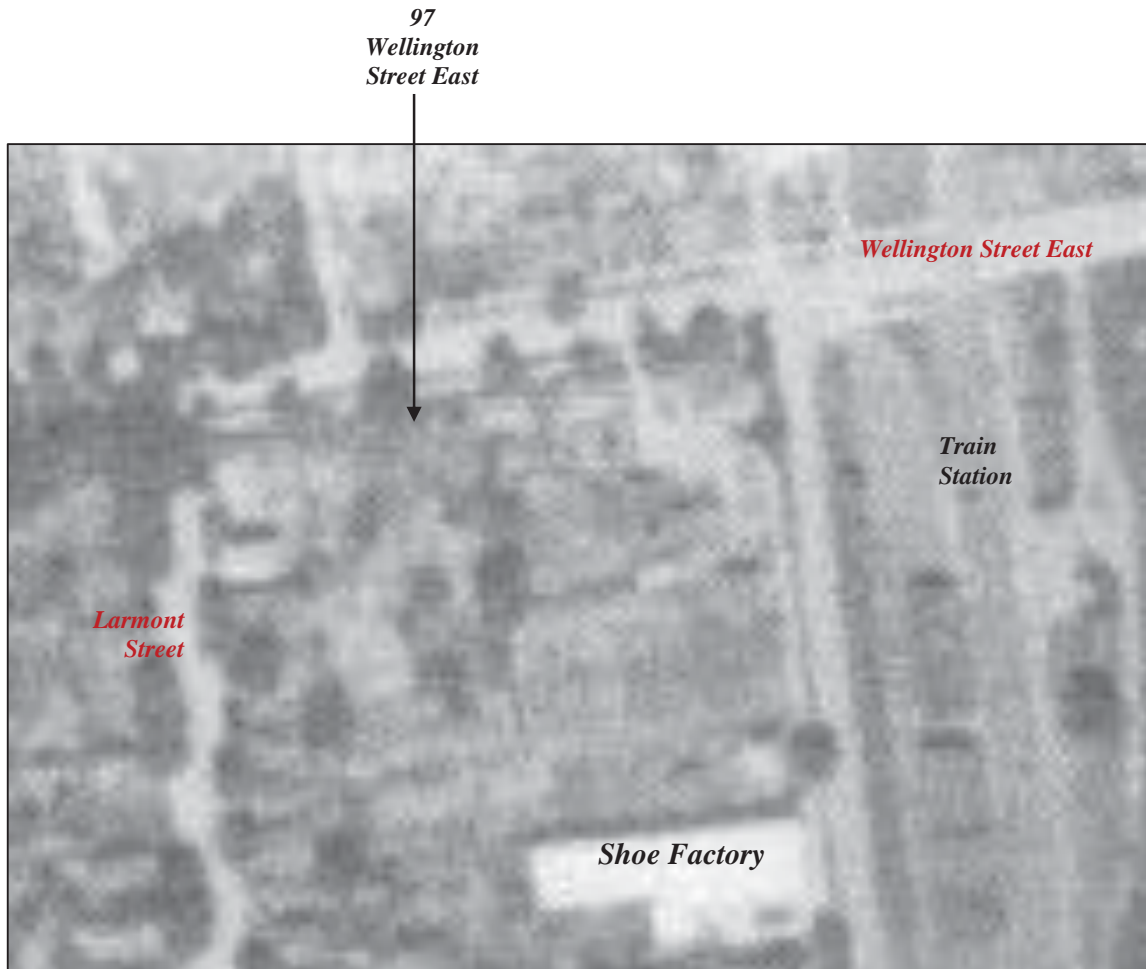 97
Wellington
Street East
Wellington Street East
Train
Station
Larmont
Street
Shoe Factory